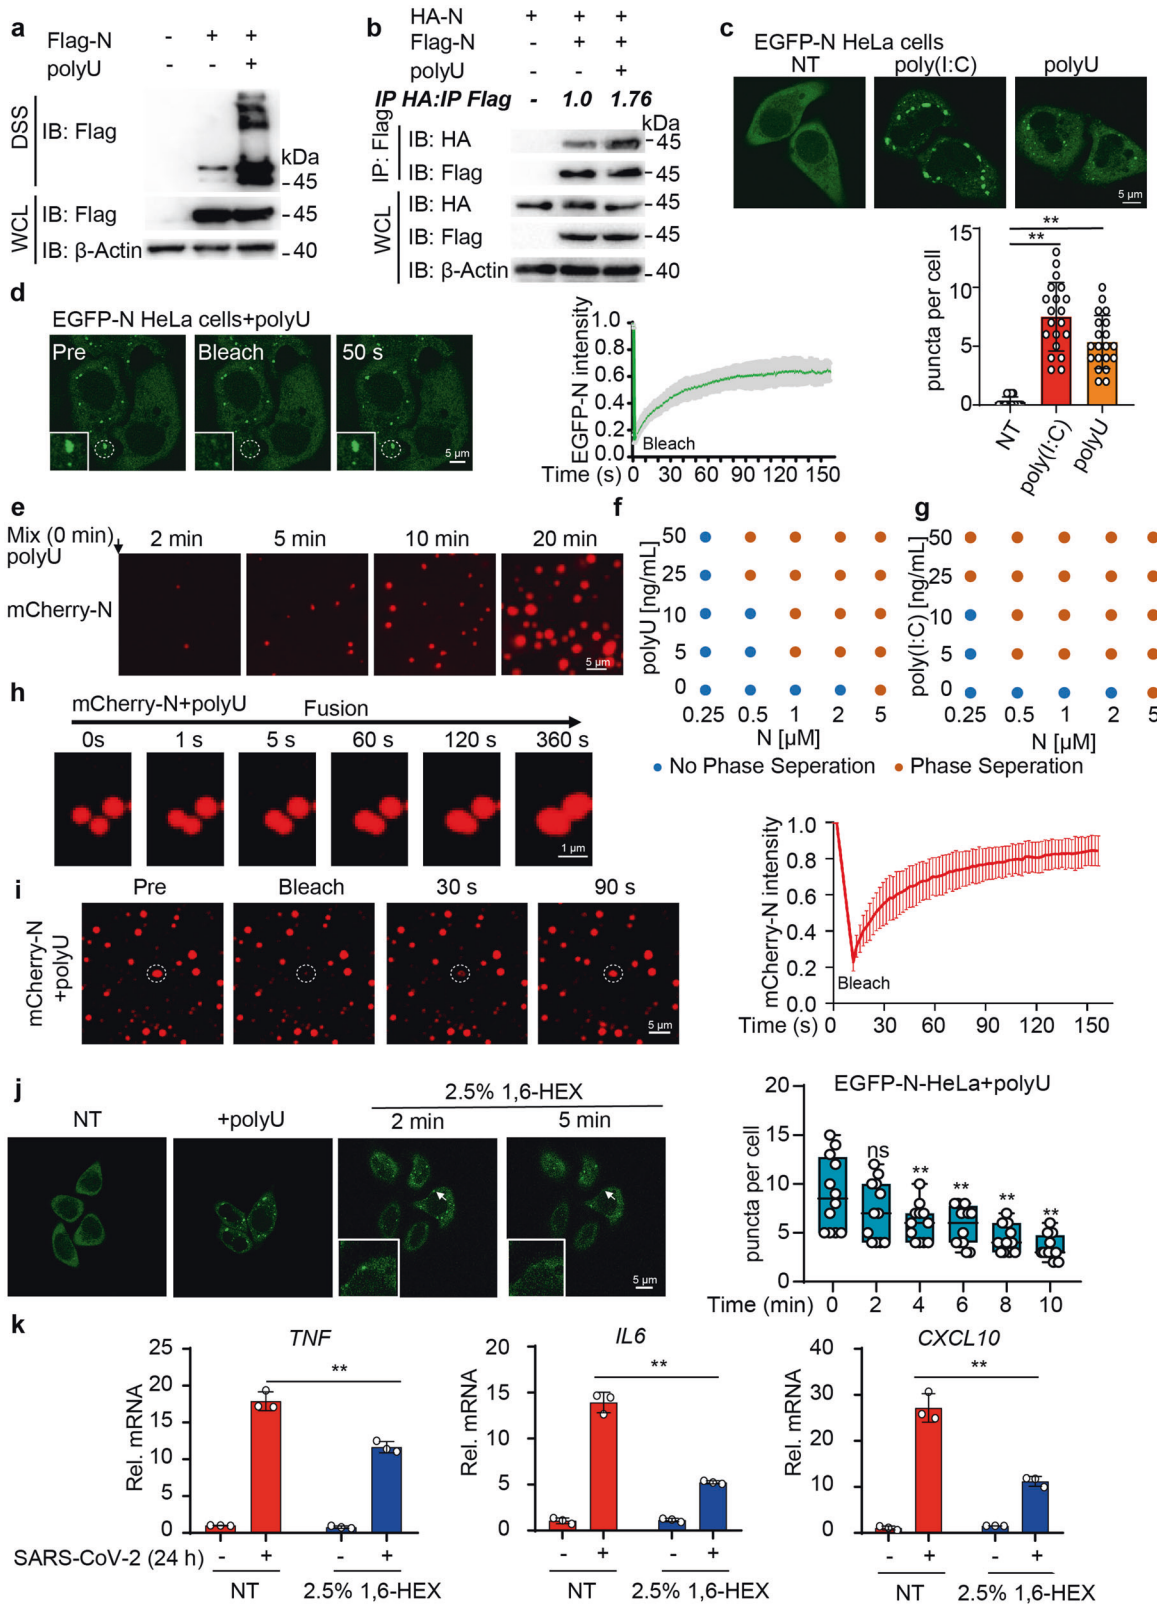 a
Flag-N - + +
polyU - - +
DSS
IB: Flag
kDa
-45
WCL
IB: Flag
-45
IB: β-Actin
-40
b
HA-N + + +
Flag-N - + +
polyU - - +
IP HA:IP Flag - 1.0 1.76
kDa
IP: Flag
IB: HA
-45
IB: Flag
-45
WCL
IB: HA
-45
IB: Flag
-45
IB: β-Actin
-40
c
EGFP-N HeLa cells
NT poly(I:C) polyU
5 μm
puncta per cell
15
10
5
0
**
**
NT poly(I:C) polyU
d
EGFP-N HeLa cells+polyU
Pre Bleach 50 s
5 μm
EGFP-N intensity
1.0
0.8
0.6
0.4
0.2
0.0
Bleach
Time (s) 0 30 60 90 120 150
e
Mix (0 min)
polyU
2 min 5 min 10 min 20 min
mCherry-N
5 μm
f
polyU [ng/mL]
50
25
10
5
0
0.25 0.5 1 2 5
N [μM]
g
poly(I:C) [ng/mL]
50
25
10
5
0
0.25 0.5 1 2 5
N [μM]
No Phase Seperation Phase Seperation
h
mCherry-N+polyU Fusion
0s 1 s 5 s 60 s 120 s 360 s
1 μm
i
Pre Bleach 30 s 90 s
mCherry-N
+polyU
5 μm
mCherry-N intensity
1.0
0.8
0.6
0.4
0.2
0.0
Bleach
Time (s) 0 30 60 90 120 150
j
2.5% 1,6-HEX
NT +polyU 2 min 5 min
5 μm
EGFP-N-HeLa+polyU
puncta per cell
20
15
10
5
0
ns ** ** ** **
Time (min) 0 2 4 6 8 10
k
TNF
Rel. mRNA
25
20
15
10
5
0
**
IL6
Rel. mRNA
20
15
10
5
0
**
CXCL10
Rel. mRNA
40
30
20
10
0
**
SARS-CoV-2 (24 h) - + - + - + - + - + - +
NT 2.5% 1,6-HEX NT 2.5% 1,6-HEX NT 2.5% 1,6-HEX